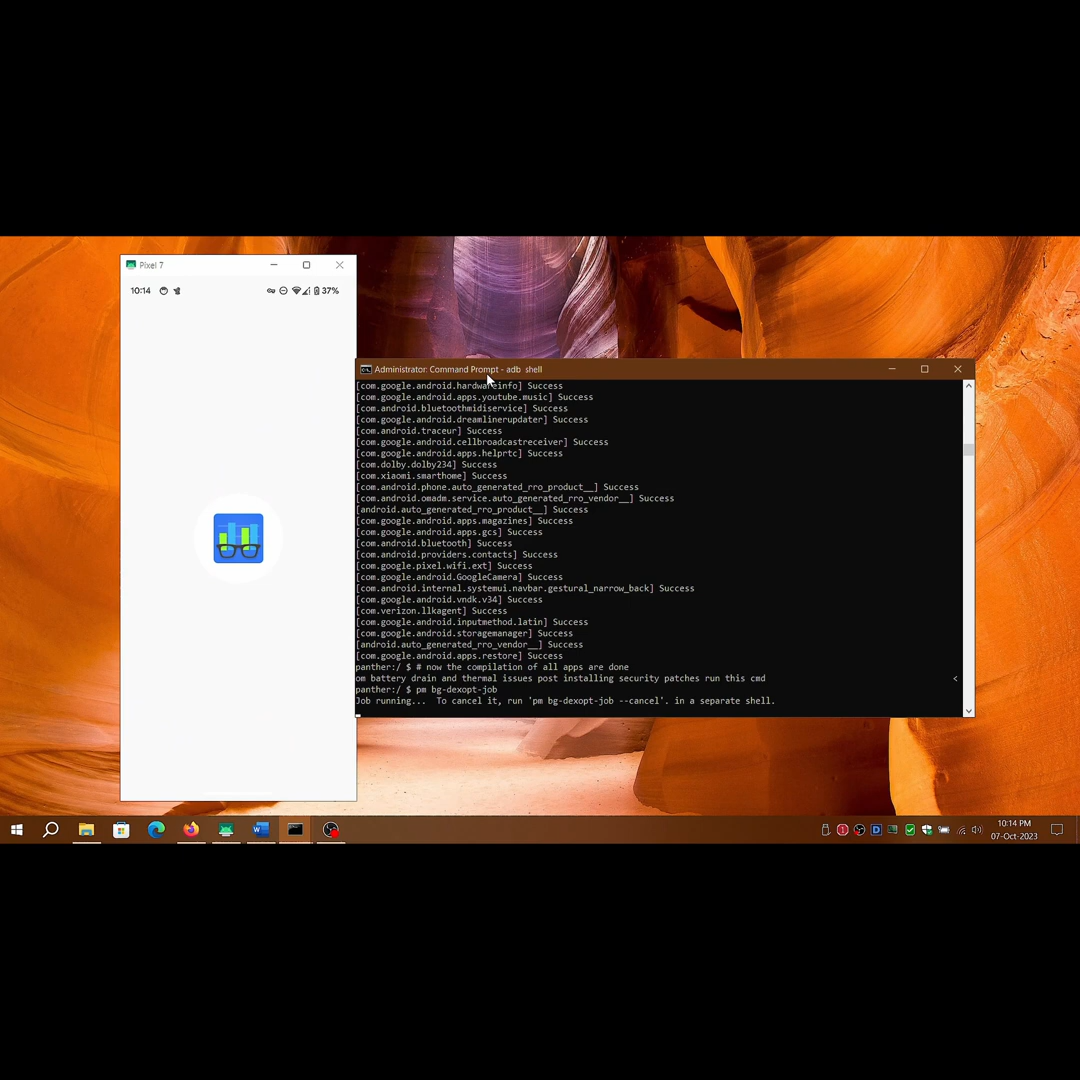 Pixel 7
10:14
37%
Administrator: Command Prompt - adb shell
[com.google.android.hardwareinfo] Success
[com.google.android.apps.youtube.music] Success
[com.android.bluetoothmidiservice] Success
[com.google.android.dreamlinerupdater] Success
[com.android.traceur] Success
[com.google.android.cellbroadcastreceiver] Success
[com.google.android.apps.helprtc] Success
[com.dolby.dolby234] Success
[com.xiaomi.smarthome] Success
[com.android.phone.auto_generated_rro_product__] Success
[com.android.omadm.service.auto_generated_rro_vendor__] Success
[android.auto_generated_rro_product__] Success
[com.google.android.apps.magazines] Success
[com.google.android.apps.gcs] Success
[com.android.bluetooth] Success
[com.android.providers.contacts] Success
[com.google.pixel.wifi.ext] Success
[com.google.android.GoogleCamera] Success
[com.android.internal.systemui.navbar.gestural_narrow_back] Success
[com.google.android.vndk.v34] Success
[com.verizon.llkagent] Success
[com.google.android.inputmethod.latin] Success
[com.google.android.storagemanager] Success
[android.auto_generated_rro_vendor__] Success
[com.google.android.apps.restore] Success
panther:/ $ # now the compilation of all apps are done
om battery drain and thermal issues post installing security patches run this cmd <
panther:/ $ pm bg-dexopt-job
Job running... To cancel it, run 'pm bg-dexopt-job --cancel'. in a separate shell.
10:14 PM
07-Oct-2023